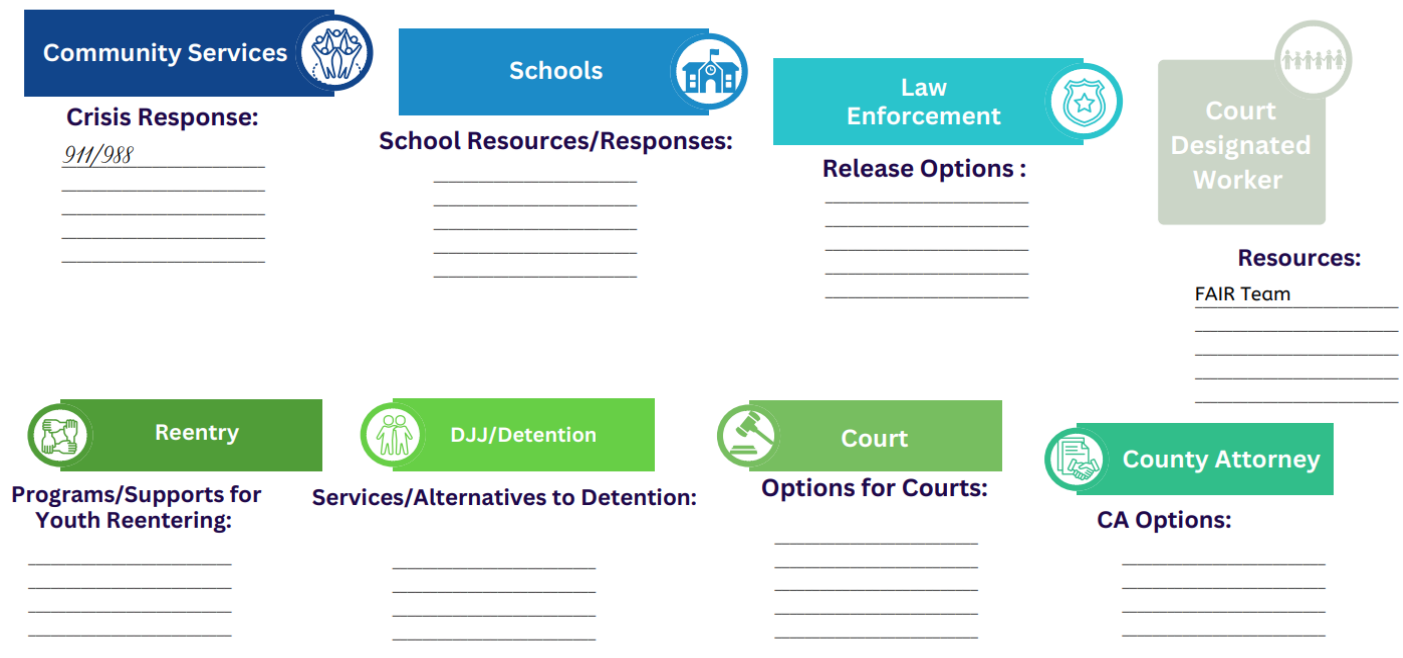 Community Services
Crisis Response:
911/988
Schools
School Resources/Responses:
Law
Enforcement
Release Options :
Court
Designated
Worker
Resources:
FAIR Team
Reentry
Programs/Supports for
Youth Reentering:
DJJ/Detention
Services/Alternatives to Detention:
Court
Options for Courts:
County Attorney
CA Options: